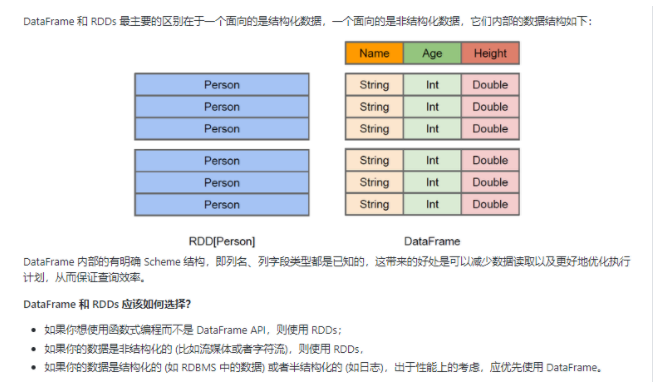 DataFrame 和 RDDs 最主要的区别在于一个面向的是结构化数据，一个面向的是非结构化数据，它们内部的数据结构如下：
Name Age Height
Person String Int Double
Person String Int Double
Person String Int Double
Person String Int Double
Person String Int Double
Person String Int Double
RDD[Person] DataFrame
DataFrame 内部的有明确 Scheme 结构，即列名、列字段类型都是已知的，这带来的好处是可以减少数据读取以及更好地优化执行
计划，从而保证查询效率。
DataFrame 和 RDDs 应该如何选择？
• 如果你想使用函数式编程而不是 DataFrame API，则使用 RDDs；
• 如果你的数据是非结构化的 (比如流媒体或者字符流)，则使用 RDDs，
• 如果你的数据是结构化的 (如 RDBMS 中的数据) 或者半结构化的 (如日志)，出于性能上的考虑，应优先使用 DataFrame。